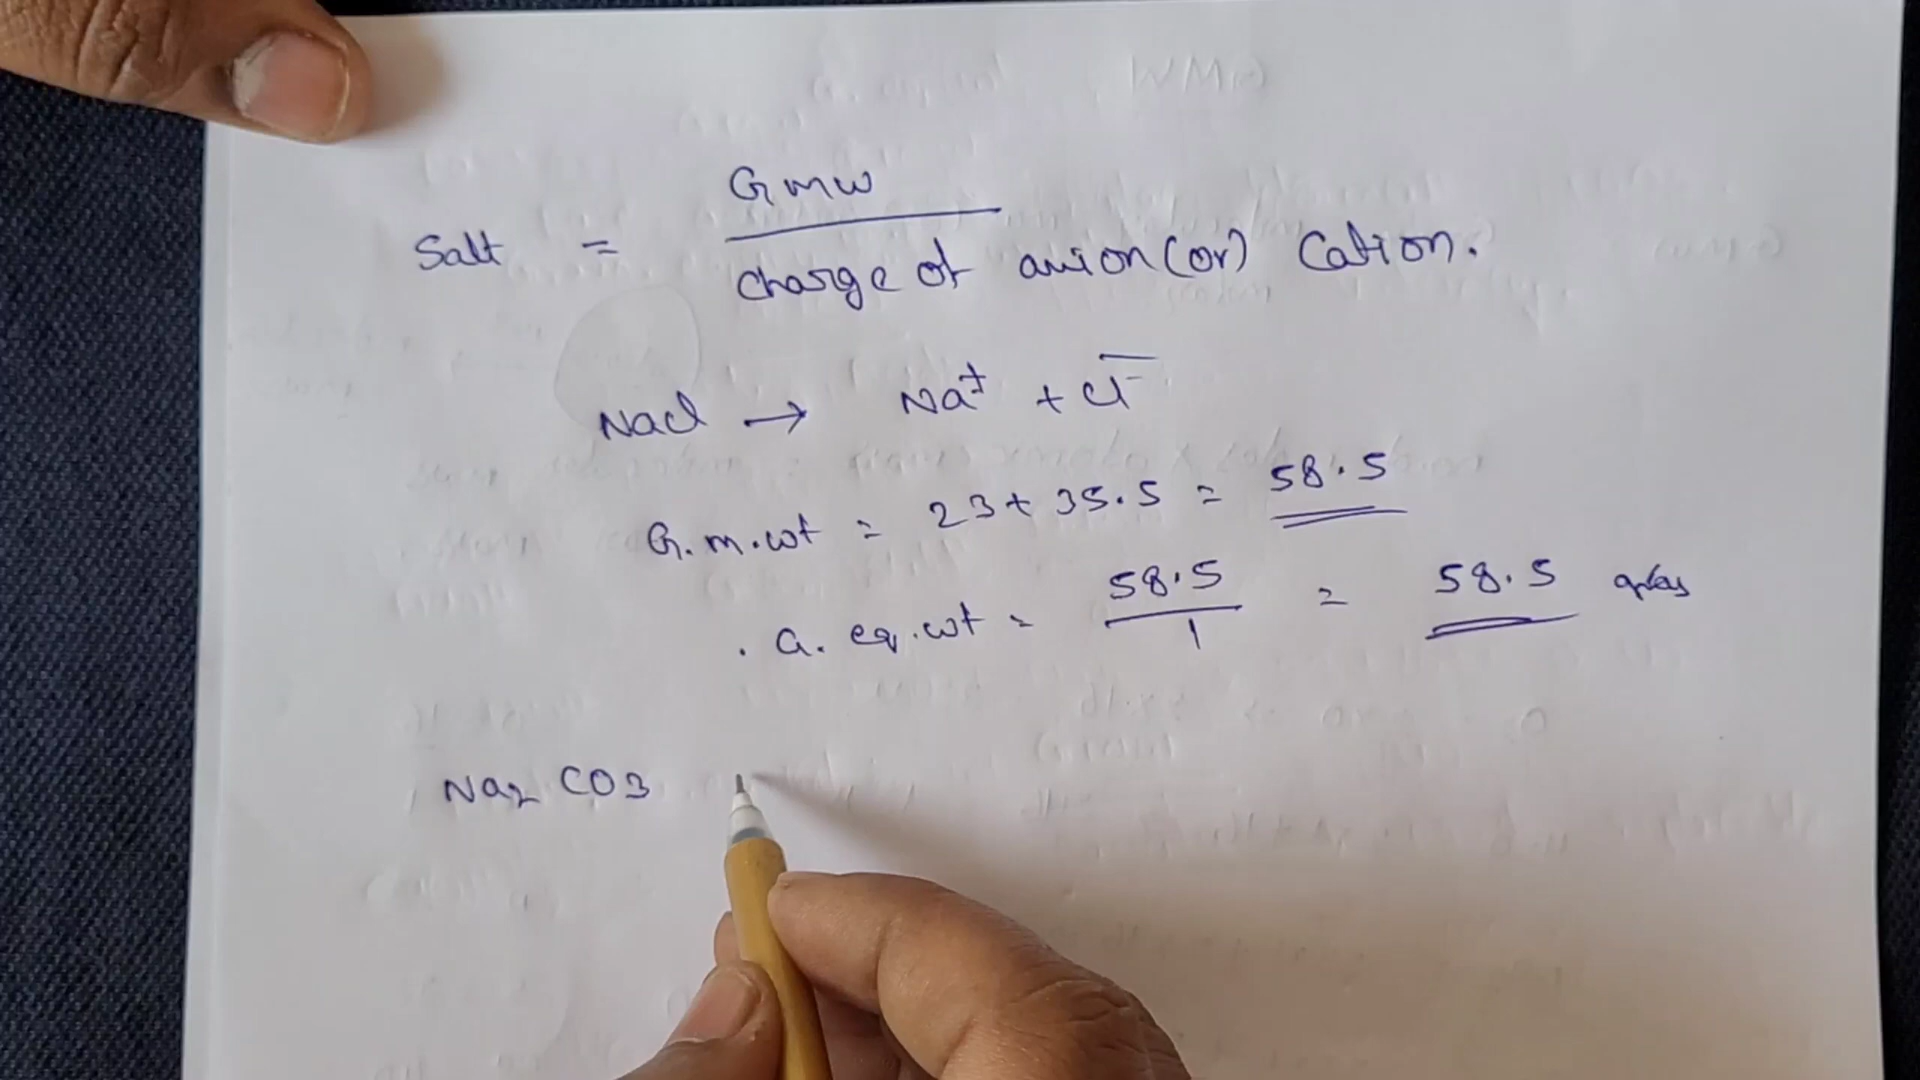 GMW
Salt = charge of anion (or) Cation.
NaCl → Na⁺ + Cl⁻
G.m.wt = 23 + 35.5 = 58.5
. G. eq. wt = 58.5 / 1 = 58.5
Na₂ CO₃